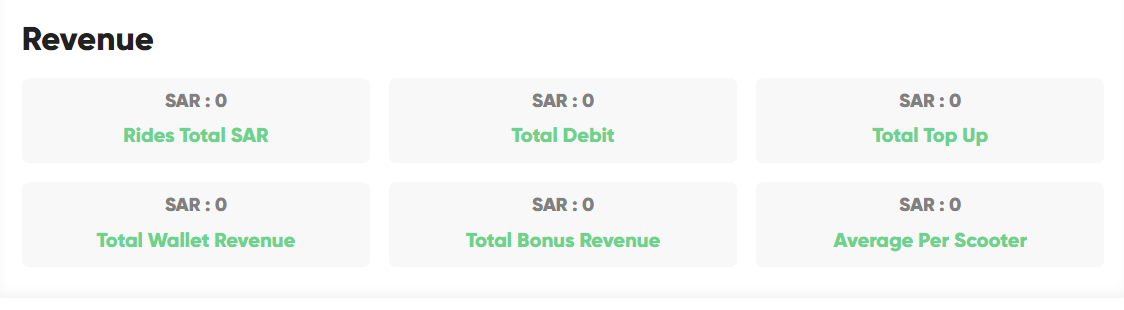 Revenue
SAR : 0
Rides Total SAR
SAR : 0
Total Debit
SAR : 0
Total Top Up
SAR : 0
Total Wallet Revenue
SAR : 0
Total Bonus Revenue
SAR : 0
Average Per Scooter